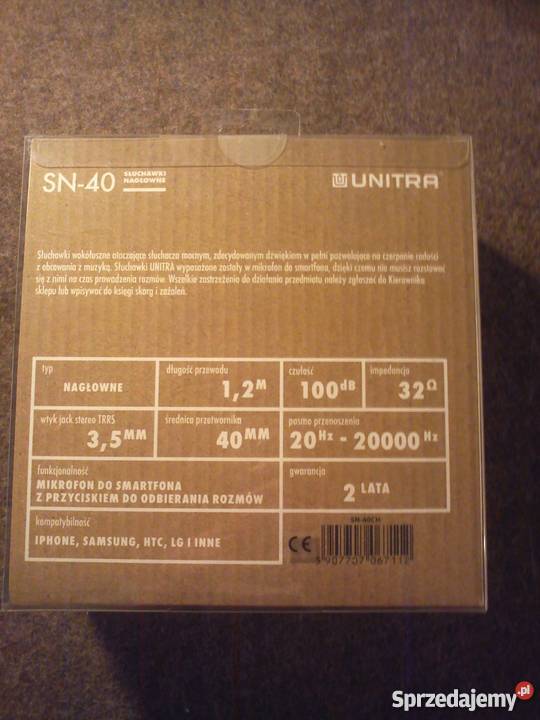 SN-40 SŁUCHAWKI NAGŁOWNE
UNITRA
Słuchawki wokółuszne otaczające słuchacza mocnym, zdecydowanym dźwiękiem w pełni pozwalające na czerpanie radości
z obcowania z muzyką. Słuchawki UNITRA wyposażone zostały w mikrofon do smartfona, dzięki czemu nie musisz rozstawać
się z nimi na czas prowadzenia rozmów. Wszelkie zastrzeżenia do działania przedmiotu należy zgłaszać do Kierownika
sklepu lub wpisywać do księgi skarg i zażaleń.
typ
NAGŁOWNE
długość przewodu
1,2M
czułość
100dB
impedancja
32Ω
wtyk jack stereo TRRS
3,5MM
średnica przetwornika
40MM
pasmo przenoszenia
20Hz - 20000Hz
funkcjonalność
MIKROFON DO SMARTFONA
Z PRZYCISKIEM DO ODBIERANIA ROZMÓW
gwarancja
2 LATA
kompatybilność
IPHONE, SAMSUNG, HTC, LG I INNE
CE
5 907707 067112
Sprzedajemy.pl